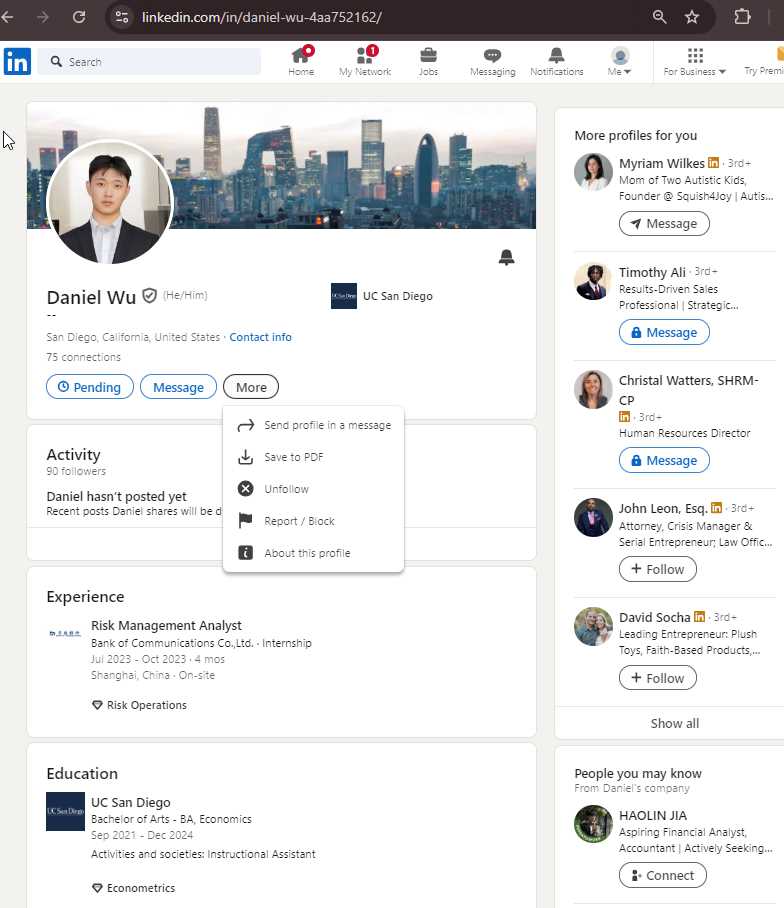 linkedin.com/in/daniel-wu-4aa752162/
in
Search
Home
1
My Network
Jobs
Messaging
Notifications
Me
For Business
Try Premi
Daniel Wu (He/Him)
--
San Diego, California, United States · Contact info
75 connections
UC San Diego
UC San Diego
Pending
Message
More
Send profile in a message
Save to PDF
Unfollow
Report / Block
About this profile
Activity
90 followers
Daniel hasn't posted yet
Recent posts Daniel shares will be d
Experience
Risk Management Analyst
Bank of Communications Co.,Ltd. · Internship
Jul 2023 - Oct 2023 · 4 mos
Shanghai, China · On-site
Risk Operations
Education
UC San Diego
UC San Diego
Bachelor of Arts - BA, Economics
Sep 2021 - Dec 2024
Activities and societies: Instructional Assistant
Econometrics
More profiles for you
Myriam Wilkes in · 3rd+
Mom of Two Autistic Kids,
Founder @ Squish4Joy | Autis...
Message
Timothy Ali · 3rd+
Results-Driven Sales
Professional | Strategic...
Message
Christal Watters, SHRM-
CP
in · 3rd+
Human Resources Director
Message
John Leon, Esq. in · 3rd+
Attorney, Crisis Manager &
Serial Entrepreneur; Law Offic...
+ Follow
David Socha in · 3rd+
Leading Entrepreneur: Plush
Toys, Faith-Based Products,...
+ Follow
Show all
People you may know
From Daniel's company
HAOLIN JIA
Aspiring Financial Analyst,
Accountant | Actively Seeking...
Connect